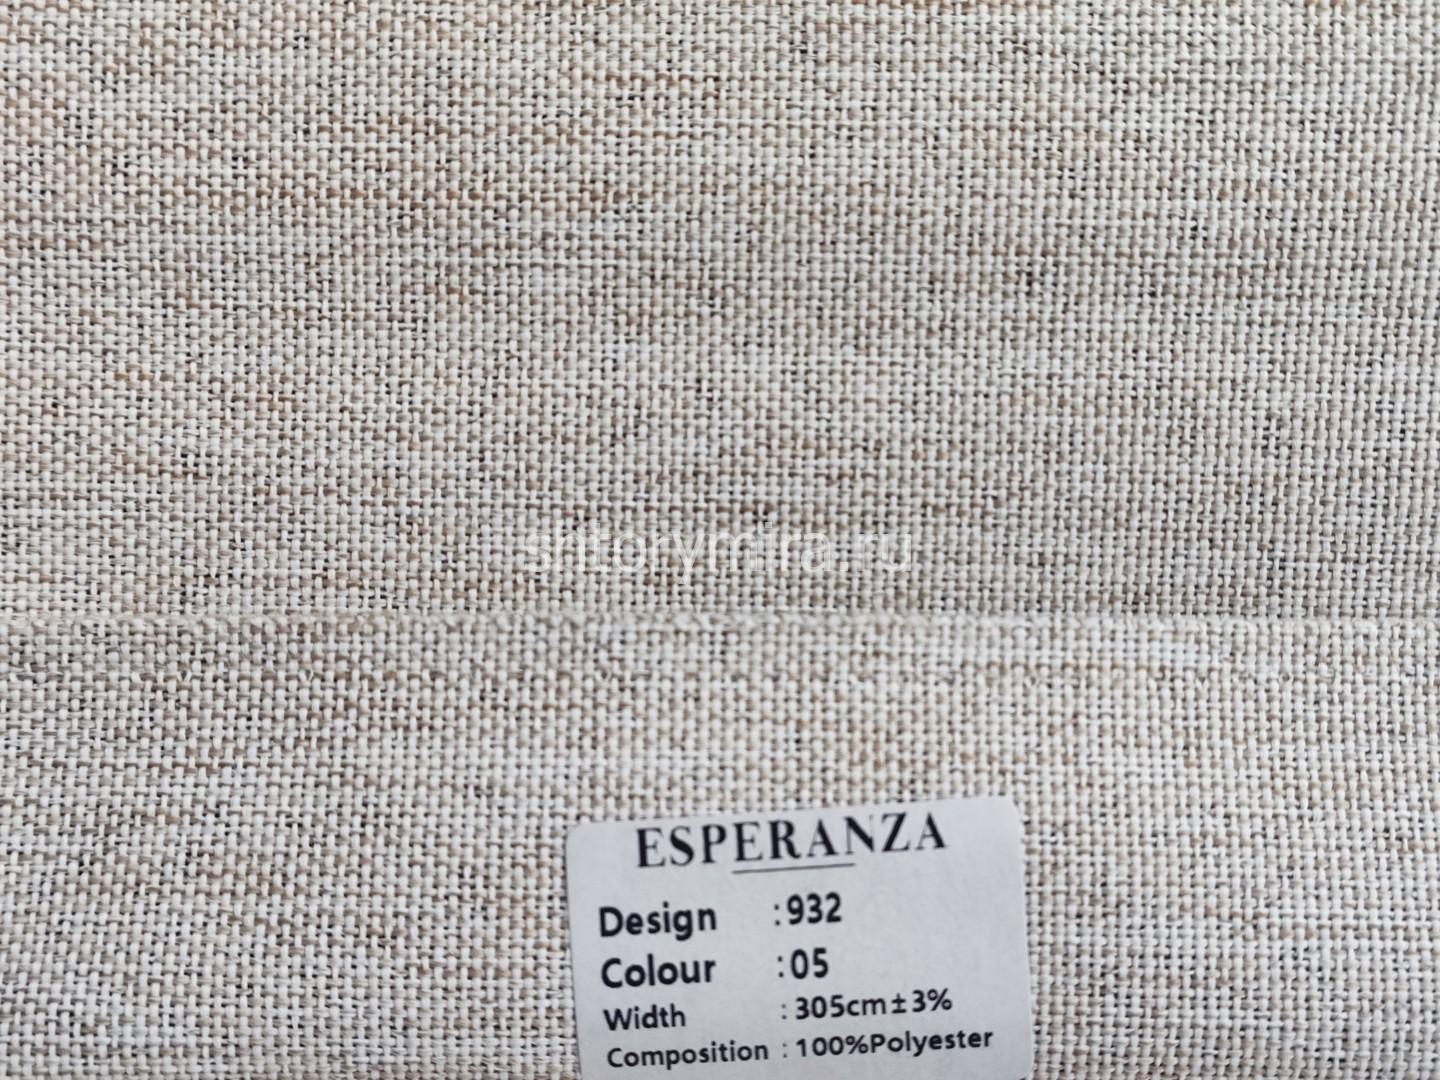 shtorymira.ru
ESPERANZA
Design :932
Colour :05
Width : 305cm±3%
Composition : 100%Polyester